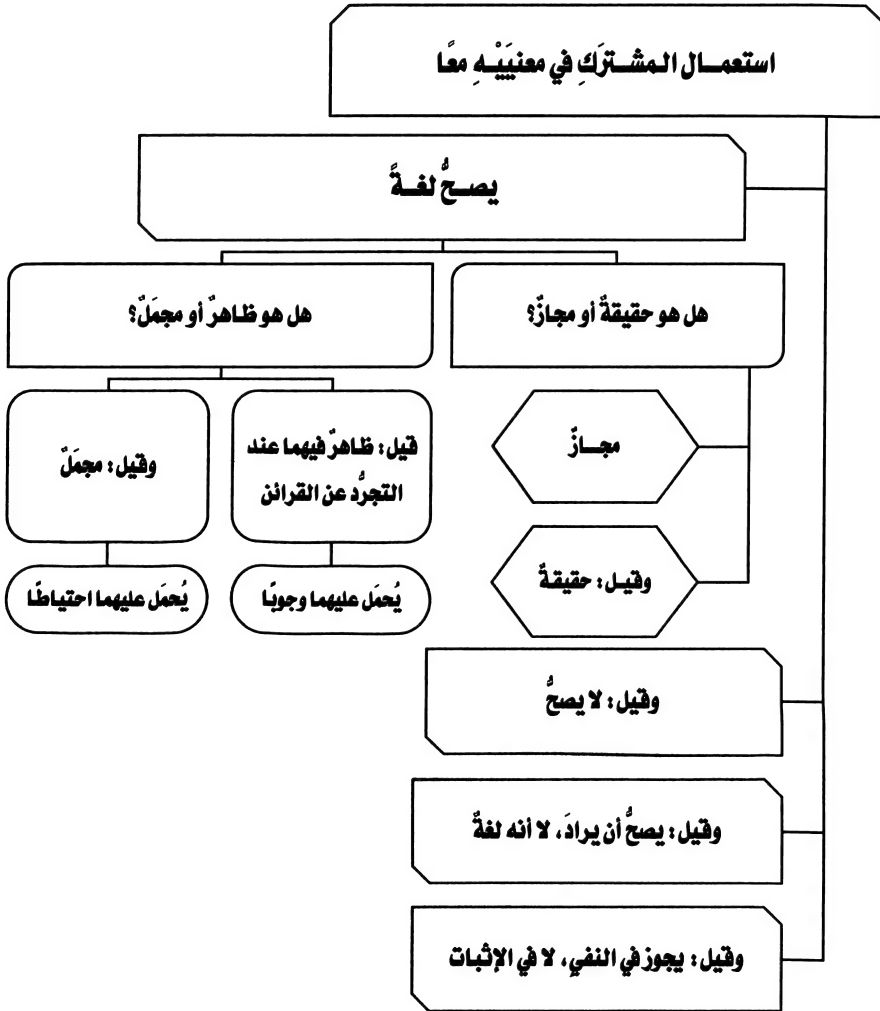 استعمال المشترَكِ في معنيَيْهِ معًا
يصحُّ لغةً
هل هو حقيقةٌ أو مجازٌ؟
هل هو ظاهرٌ أو مجمَلٌ؟
مجازٌ
وقيل: حقيقةٌ
قيل: ظاهرٌ فيهما عند
التجرُّد عن القرائن
وقيل: مجمَلٌ
يُحمَل عليهما وجوبًا
يُحمَل عليهما احتياطًا
وقيل: لا يصحُّ
وقيل: يصحُّ أن يرادَ، لا أنه لغةٌ
وقيل: يجوز في النفيِ، لا في الإثبات